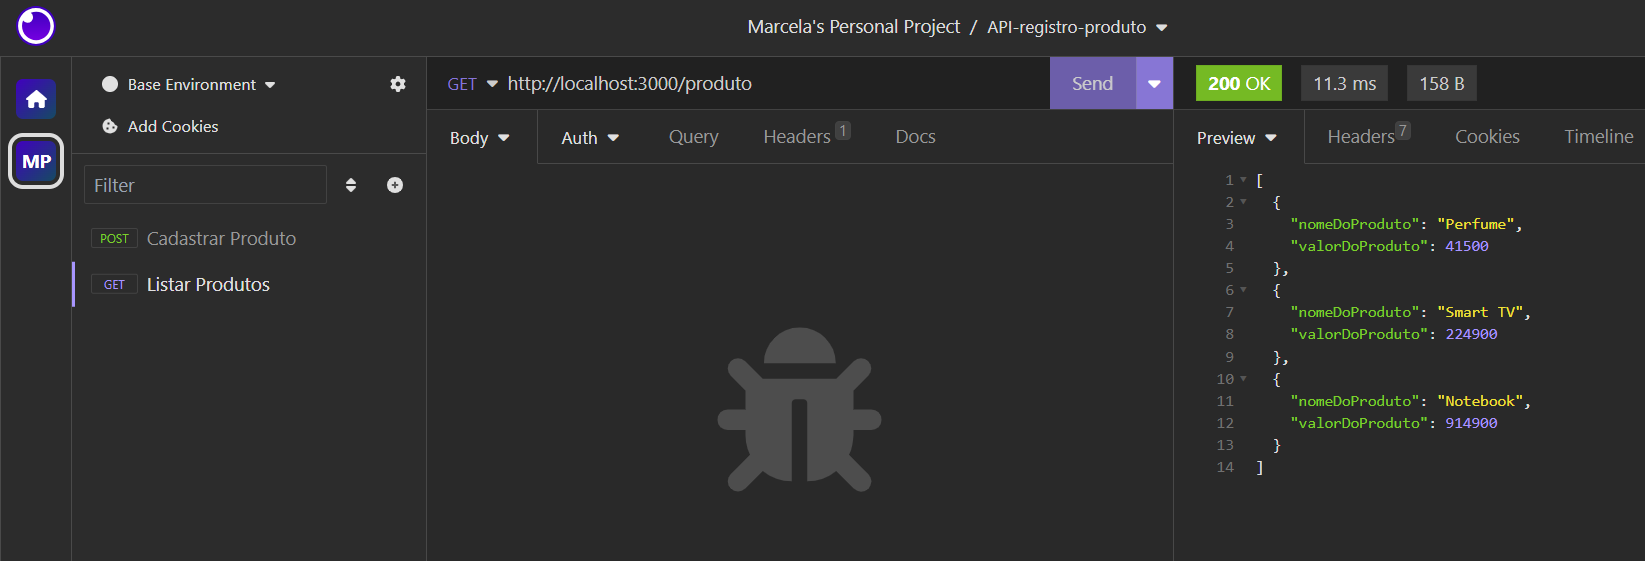 Marcela's Personal Project / API-registro-produto
MP
Base Environment
Add Cookies
Filter
POST Cadastrar Produto
GET Listar Produtos
GET http://localhost:3000/produto Send
Body Auth Query Headers 1 Docs
200 OK 11.3 ms 158 B
Preview Headers 7 Cookies Timeline
1 [
2 {
3 "nomeDoProduto": "Perfume",
4 "valorDoProduto": 41500
5 },
6 {
7 "nomeDoProduto": "Smart TV",
8 "valorDoProduto": 224900
9 },
10 {
11 "nomeDoProduto": "Notebook",
12 "valorDoProduto": 914900
13 }
14 ]